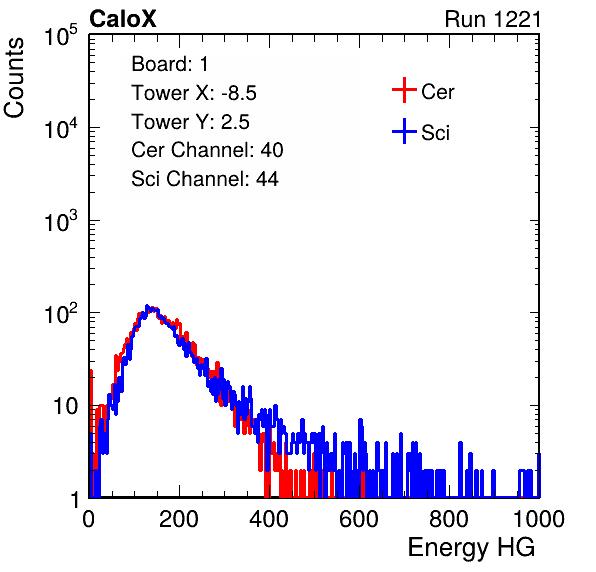 CaloX Run 1221
Counts
10^5
10^4
10^3
10^2
10
1
Board: 1
Tower X: -8.5
Tower Y: 2.5
Cer Channel: 40
Sci Channel: 44
Cer
Sci
0 200 400 600 800 1000
Energy HG